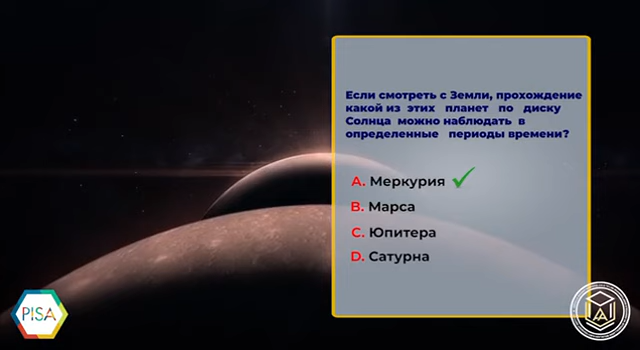 Если смотреть с Земли, прохождение
какой из этих планет по диску
Солнца можно наблюдать в
определенные периоды времени?
A. Меркурия
B. Марса
C. Юпитера
D. Сатурна
PISA